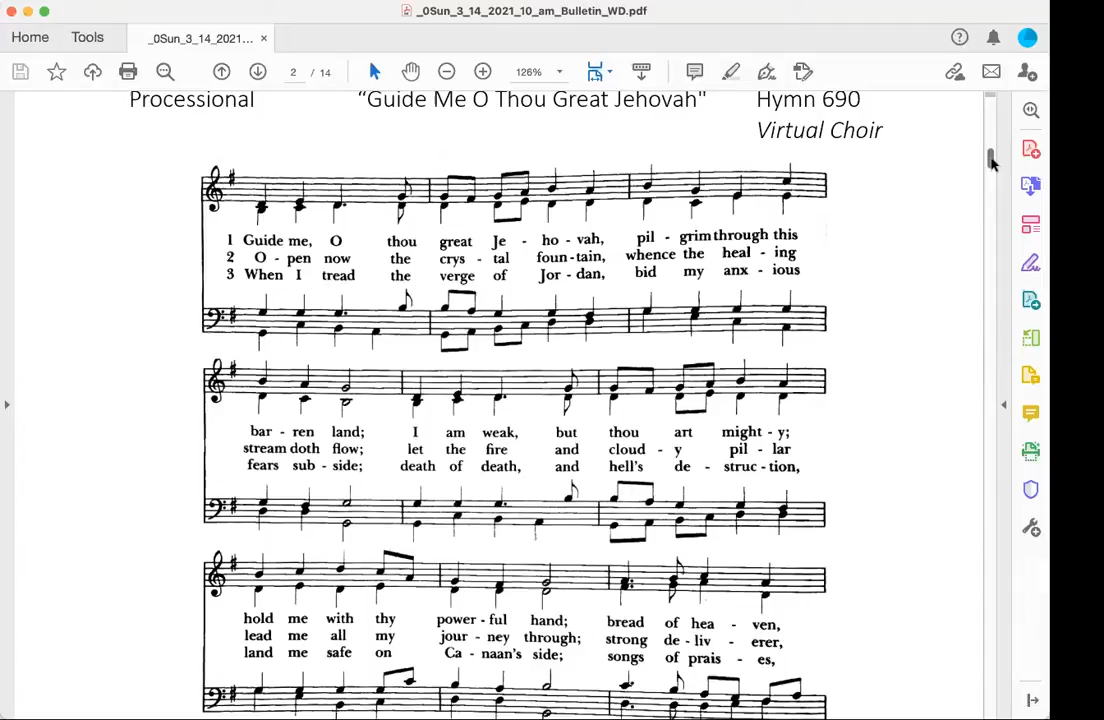 _0Sun_3_14_2021_10_am_Bulletin_WD.pdf
Home Tools _0Sun_3_14_2021... ×
2 / 14 126%
Processional “Guide Me O Thou Great Jehovah" Hymn 690
Virtual Choir
1 Guide me, O thou great Je - ho - vah, pil - grim through this
2 O - pen now the crys - tal foun - tain, whence the heal - ing
3 When I tread the verge of Jor - dan, bid my anx - ious
bar - ren land; I am weak, but thou art might - y;
stream doth flow; let the fire and cloud - y pil - lar
fears sub - side; death of death, and hell's de - struc - tion,
hold me with thy power - ful hand; bread of hea - ven,
lead me all my jour - ney through; strong de - liv - erer,
land me safe on Ca - naan's side; songs of prais - es,